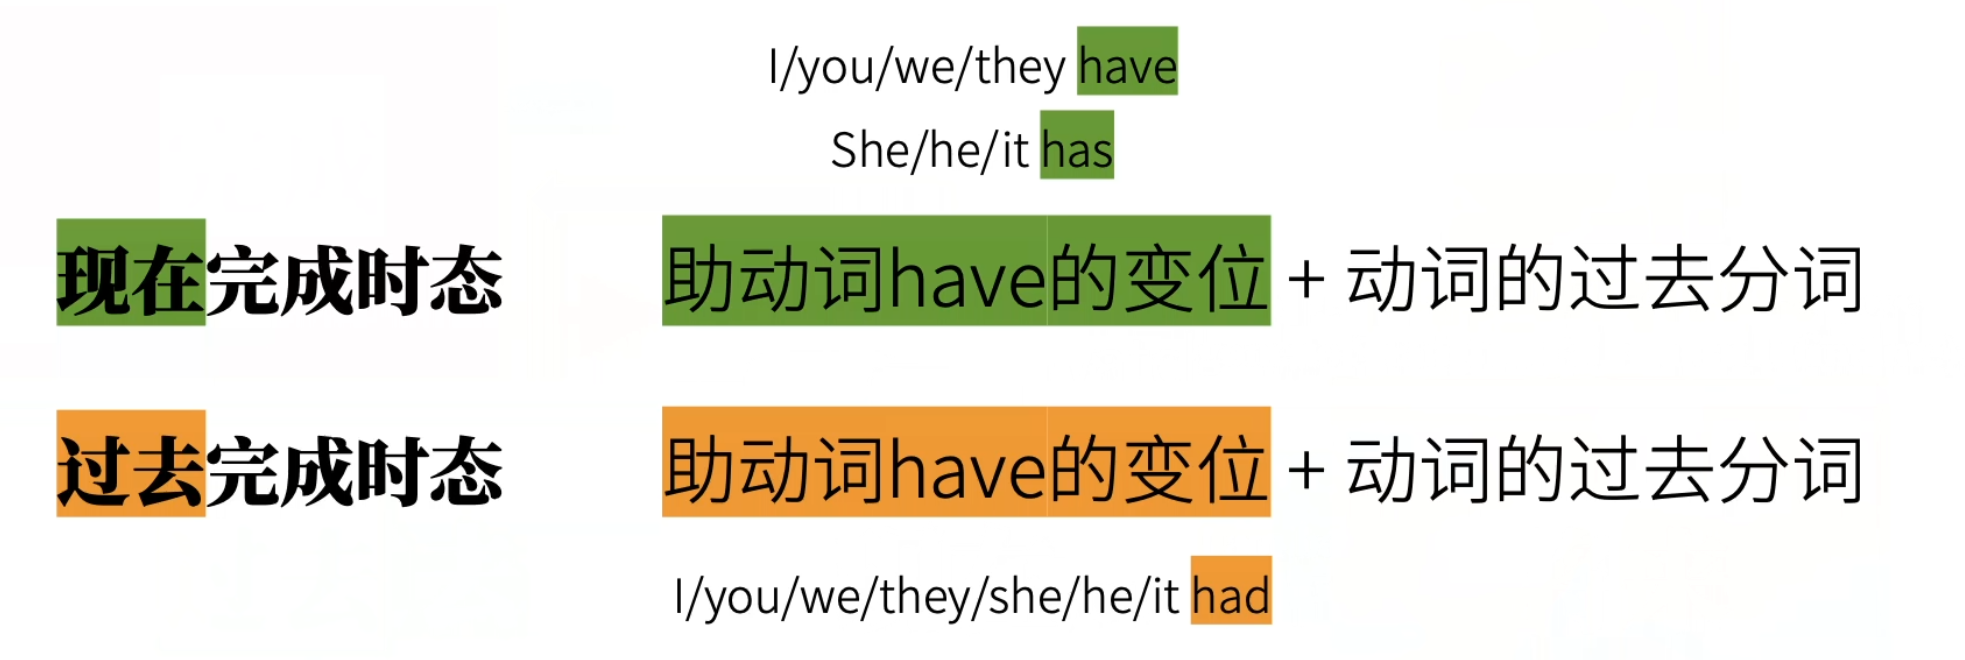 I/you/we/they have
She/he/it has
现在完成时态 助动词have的变位 + 动词的过去分词
过去完成时态 助动词have的变位 + 动词的过去分词
I/you/we/they/she/he/it had